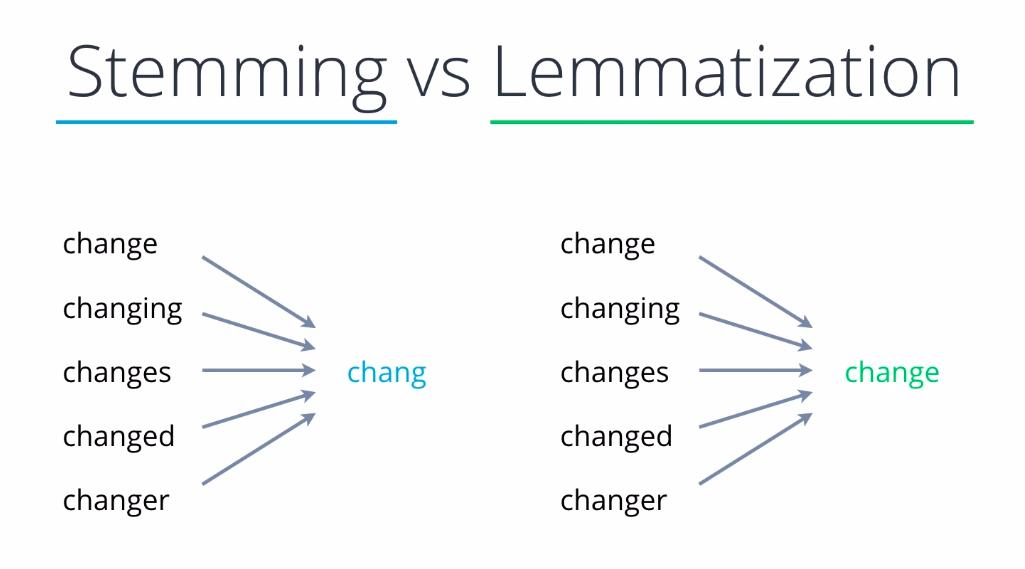 Stemming vs Lemmatization
change
changing
changes
changed
changer
chang
change
changing
changes
changed
changer
change